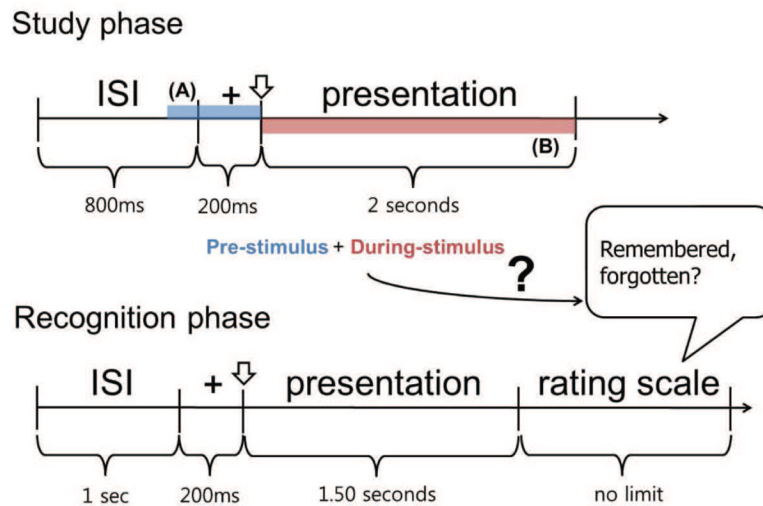 Study phase
ISI (A) + presentation
(B)
800ms 200ms 2 seconds
Pre-stimulus + During-stimulus
?
Remembered,
forgotten?
Recognition phase
ISI + presentation rating scale
1 sec 200ms 1.50 seconds no limit